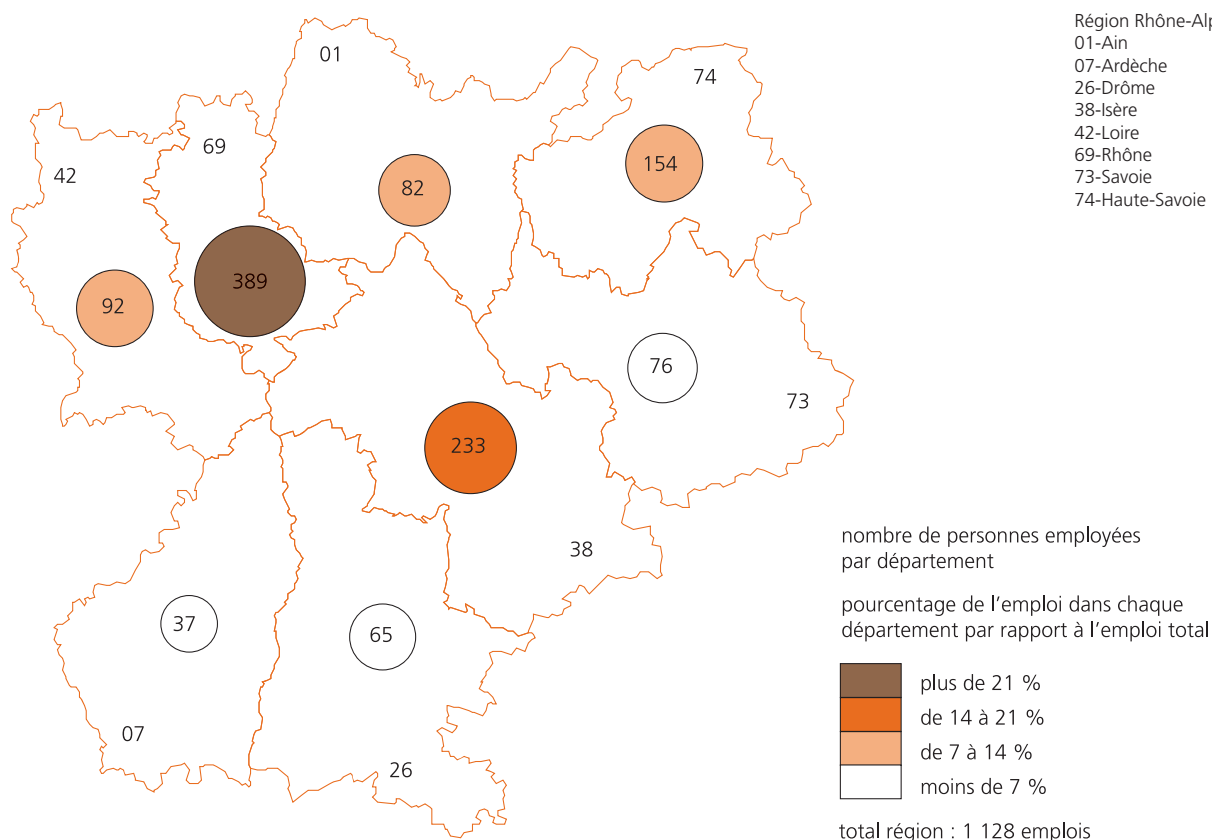 Région Rhône-Alp
01-Ain
07-Ardèche
26-Drôme
38-Isère
42-Loire
69-Rhône
73-Savoie
74-Haute-Savoie
01
74
69
42
154
82
389
92
76
73
233
38
37
65
07
26
nombre de personnes employées
par département
pourcentage de l'emploi dans chaque
département par rapport à l'emploi total
plus de 21 %
de 14 à 21 %
de 7 à 14 %
moins de 7 %
total région : 1 128 emplois